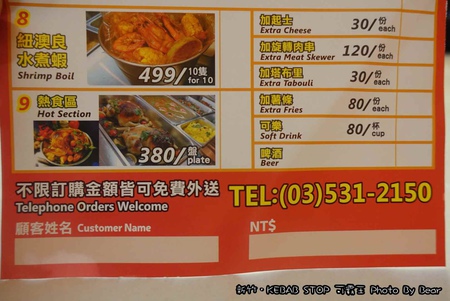 8
紐澳良
水煮蝦
Shrimp Boil
499/10隻
for 10
9 熱食區
Hot Section
380/盤
plate
加起士
Extra Cheese
30/份
each
加旋轉肉串
Extra Meat Skewer
120/份
each
加塔布里
Extra Tabouli
30/份
each
加薯條
Extra Fries
80/份
each
可樂
Soft Drink
80/杯
cup
啤酒
Beer
不限訂購金額皆可免費外送
Telephone Orders Welcome
TEL:(03)531-2150
顧客姓名 Customer Name
NT$
新竹・KEBAB STOP 可霸王 Photo By Bear